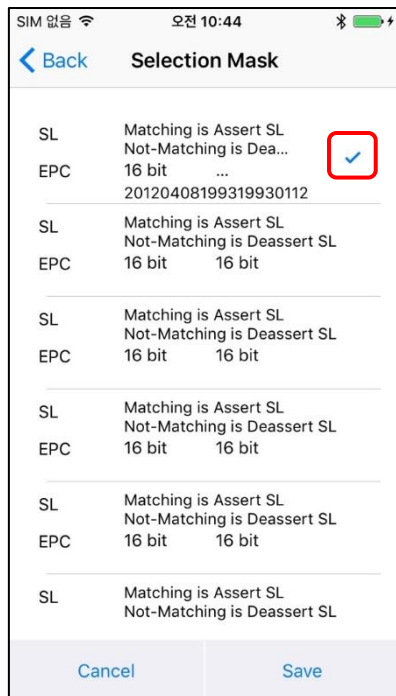 SIM 없음 오전 10:44
Back Selection Mask
SL Matching is Assert SL
Not-Matching is Dea...
EPC 16 bit ...
20120408199319930112
SL Matching is Assert SL
Not-Matching is Deassert SL
EPC 16 bit 16 bit
SL Matching is Assert SL
Not-Matching is Deassert SL
EPC 16 bit 16 bit
SL Matching is Assert SL
Not-Matching is Deassert SL
EPC 16 bit 16 bit
SL Matching is Assert SL
Not-Matching is Deassert SL
EPC 16 bit 16 bit
SL Matching is Assert SL
Not-Matching is Deassert SL
Cancel Save